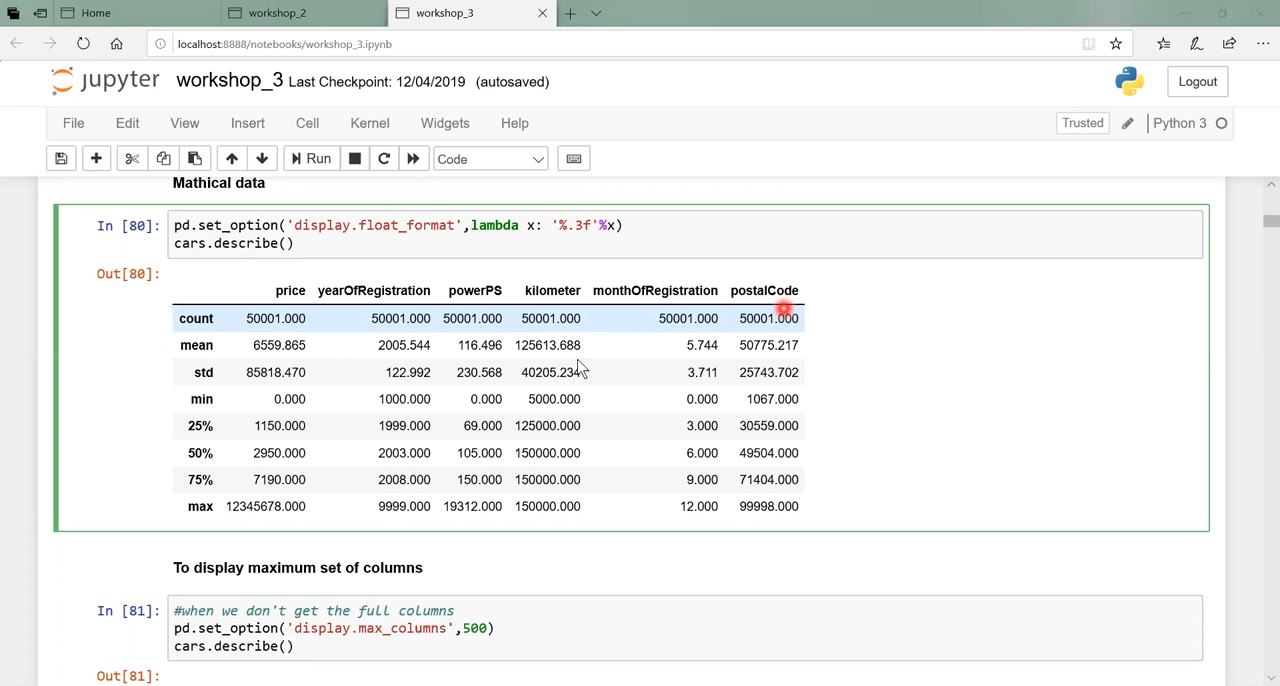 Home
workshop_2
workshop_3
localhost:8888/notebooks/workshop_3.ipynb
jupyter workshop_3 Last Checkpoint: 12/04/2019 (autosaved)
Logout
File Edit View Insert Cell Kernel Widgets Help
Trusted Python 3
Run Code
Mathical data
In [80]: pd.set_option('display.float_format',lambda x: '%.3f'%x)
cars.describe()
Out[80]:
price yearOfRegistration powerPS kilometer monthOfRegistration postalCode
count 50001.000 50001.000 50001.000 50001.000 50001.000 50001.000
mean 6559.865 2005.544 116.496 125613.688 5.744 50775.217
std 85818.470 122.992 230.568 40205.234 3.711 25743.702
min 0.000 1000.000 0.000 5000.000 0.000 1067.000
25% 1150.000 1999.000 69.000 125000.000 3.000 30559.000
50% 2950.000 2003.000 105.000 150000.000 6.000 49504.000
75% 7190.000 2008.000 150.000 150000.000 9.000 71404.000
max 12345678.000 9999.000 19312.000 150000.000 12.000 99998.000
To display maximum set of columns
In [81]: #when we don't get the full columns
pd.set_option('display.max_columns',500)
cars.describe()
Out[81]: